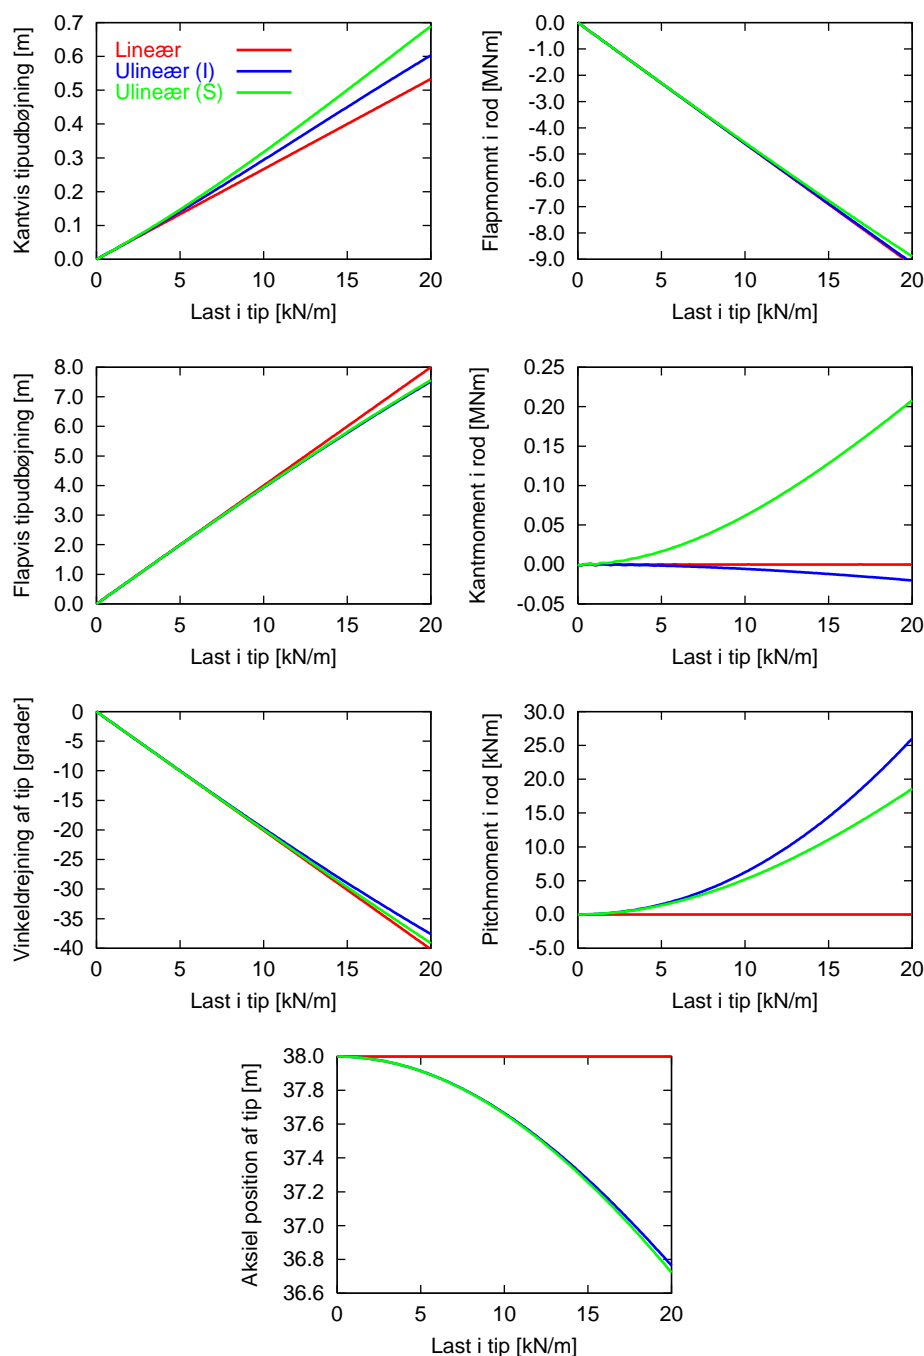 Kantvis tipudbøjning [m]
0.7
0.6
0.5
0.4
0.3
0.2
0.1
0.0
Lineær
Ulineær (I)
Ulineær (S)
0 5 10 15 20
Last i tip [kN/m]
Flapmomnt i rod [MNm]
0.0
-1.0
-2.0
-3.0
-4.0
-5.0
-6.0
-7.0
-8.0
-9.0
0 5 10 15 20
Last i tip [kN/m]
Flapvis tipudbøjning [m]
8.0
7.0
6.0
5.0
4.0
3.0
2.0
1.0
0.0
0 5 10 15 20
Last i tip [kN/m]
Kantmoment i rod [MNm]
0.25
0.20
0.15
0.10
0.05
0.00
-0.05
0 5 10 15 20
Last i tip [kN/m]
Vinkeldrejning af tip [grader]
0
-5
-10
-15
-20
-25
-30
-35
-40
0 5 10 15 20
Last i tip [kN/m]
Pitchmoment i rod [kNm]
30.0
25.0
20.0
15.0
10.0
5.0
0.0
-5.0
0 5 10 15 20
Last i tip [kN/m]
Aksiel position af tip [m]
38.0
37.8
37.6
37.4
37.2
37.0
36.8
36.6
0 5 10 15 20
Last i tip [kN/m]